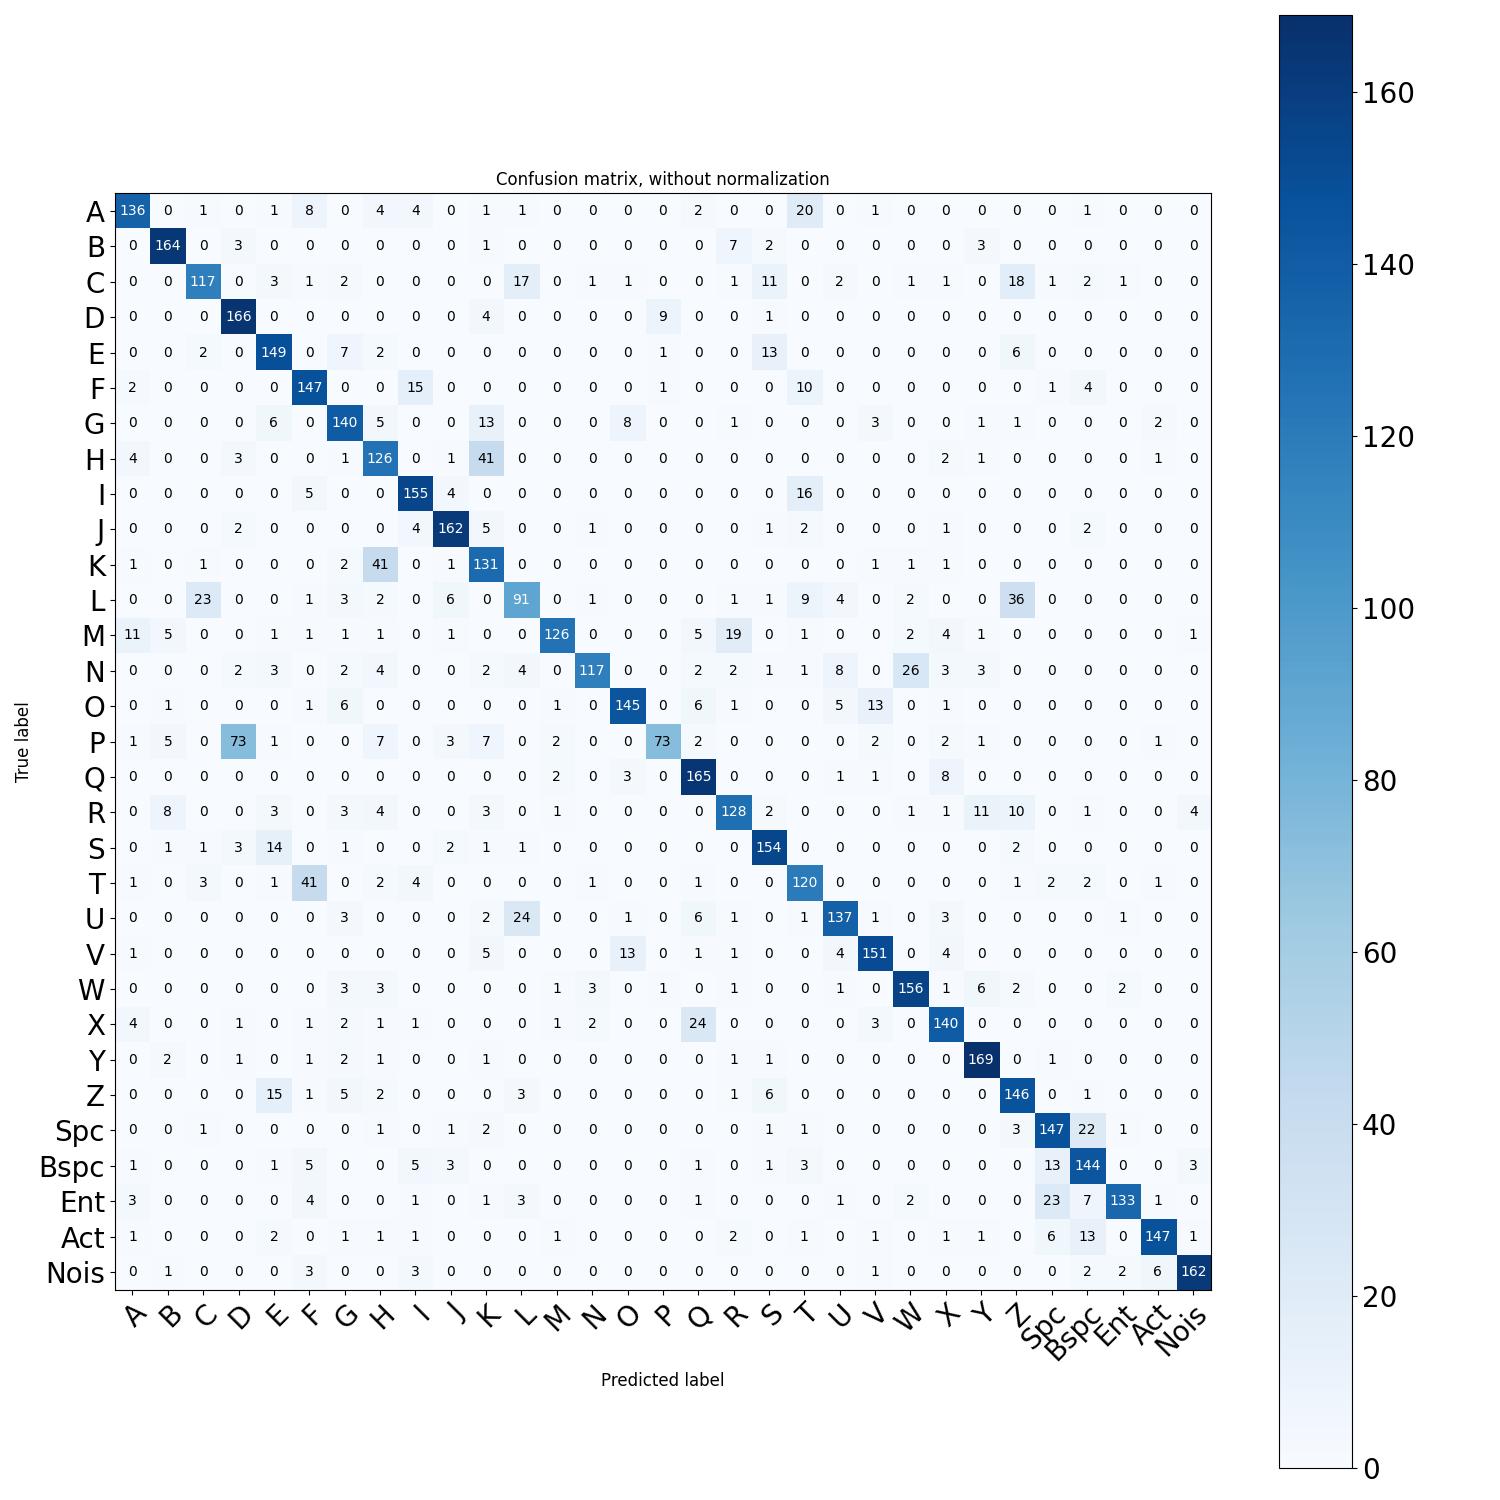 Confusion matrix, without normalization
A 136 0 1 0 1 8 0 4 4 0 1 1 0 0 0 0 2 0 0 20 0 1 0 0 0 0 0 1 0 0 0
B 0 164 0 3 0 0 0 0 0 0 1 0 0 0 0 0 0 7 2 0 0 0 0 0 3 0 0 0 0 0 0
C 0 0 117 0 3 1 2 0 0 0 0 17 0 1 1 0 0 1 11 0 2 0 1 1 0 18 1 2 1 0 0
D 0 0 0 166 0 0 0 0 0 0 4 0 0 0 0 9 0 0 1 0 0 0 0 0 0 0 0 0 0 0 0
E 0 0 2 0 149 0 7 2 0 0 0 0 0 0 0 1 0 0 13 0 0 0 0 0 0 6 0 0 0 0 0
F 2 0 0 0 0 147 0 0 15 0 0 0 0 0 0 1 0 0 0 10 0 0 0 0 0 0 1 4 0 0 0
G 0 0 0 0 6 0 140 5 0 0 13 0 0 0 8 0 0 1 0 0 0 3 0 0 1 1 0 0 0 2 0
H 4 0 0 3 0 0 1 126 0 1 41 0 0 0 0 0 0 0 0 0 0 0 0 2 1 0 0 0 0 1 0
I 0 0 0 0 0 5 0 0 155 4 0 0 0 0 0 0 0 0 0 16 0 0 0 0 0 0 0 0 0 0 0
J 0 0 0 2 0 0 0 0 4 162 5 0 0 1 0 0 0 0 1 2 0 0 0 1 0 0 0 2 0 0 0
K 1 0 1 0 0 0 2 41 0 1 131 0 0 0 0 0 0 0 0 0 0 1 1 1 0 0 0 0 0 0 0
L 0 0 23 0 0 1 3 2 0 6 0 91 0 1 0 0 0 1 1 9 4 0 2 0 0 36 0 0 0 0 0
M 11 5 0 0 1 1 1 1 0 1 0 0 126 0 0 0 5 19 0 1 0 0 2 4 1 0 0 0 0 0 1
N 0 0 0 2 3 0 2 4 0 0 2 4 0 117 0 0 2 2 1 1 8 0 26 3 3 0 0 0 0 0 0
O 0 1 0 0 0 1 6 0 0 0 0 0 1 0 145 0 6 1 0 0 5 13 0 1 0 0 0 0 0 0 0
P 1 5 0 73 1 0 0 7 0 3 7 0 2 0 0 73 2 0 0 0 0 2 0 2 1 0 0 0 0 1 0
Q 0 0 0 0 0 0 0 0 0 0 0 0 2 0 3 0 165 0 0 0 1 1 0 8 0 0 0 0 0 0 0
R 0 8 0 0 3 0 3 4 0 0 3 0 1 0 0 0 0 128 2 0 0 0 1 1 11 10 0 1 0 0 4
S 0 1 1 3 14 0 1 0 0 2 1 1 0 0 0 0 0 0 154 0 0 0 0 0 0 2 0 0 0 0 0
T 1 0 3 0 1 41 0 2 4 0 0 0 0 1 0 0 1 0 0 120 0 0 0 0 0 1 2 2 0 1 0
U 0 0 0 0 0 0 3 0 0 0 2 24 0 0 1 0 6 1 0 1 137 1 0 3 0 0 0 0 1 0 0
V 1 0 0 0 0 0 0 0 0 0 5 0 0 0 13 0 1 1 0 0 4 151 0 4 0 0 0 0 0 0 0
W 0 0 0 0 0 0 3 3 0 0 0 0 1 3 0 1 0 1 0 0 1 0 156 1 6 2 0 0 2 0 0
X 4 0 0 1 0 1 2 1 1 0 0 0 1 2 0 0 24 0 0 0 0 3 0 140 0 0 0 0 0 0 0
Y 0 2 0 1 0 1 2 1 0 0 1 0 0 0 0 0 0 1 1 0 0 0 0 0 169 0 1 0 0 0 0
Z 0 0 0 0 15 1 5 2 0 0 0 3 0 0 0 0 0 1 6 0 0 0 0 0 0 146 0 1 0 0 0
Spc 0 0 1 0 0 0 0 1 0 1 2 0 0 0 0 0 0 0 1 1 0 0 0 0 0 3 147 22 1 0 0
Bspc 1 0 0 0 1 5 0 0 5 3 0 0 0 0 0 0 1 0 1 3 0 0 0 0 0 0 13 144 0 0 3
Ent 3 0 0 0 0 4 0 0 1 0 1 3 0 0 0 0 1 0 0 0 1 0 2 0 0 0 23 7 133 1 0
Act 1 0 0 0 2 0 1 1 1 0 0 0 1 0 0 0 0 2 0 1 0 1 0 1 1 0 6 13 0 147 1
Nois 0 1 0 0 0 3 0 0 3 0 0 0 0 0 0 0 0 0 0 0 0 1 0 0 0 0 0 2 2 6 162
A B C D E F G H I J K L M N O P Q R S T U V W X Y Z Spc Bspc Ent Act Nois
True label
Predicted label
160
140
120
100
80
60
40
20
0